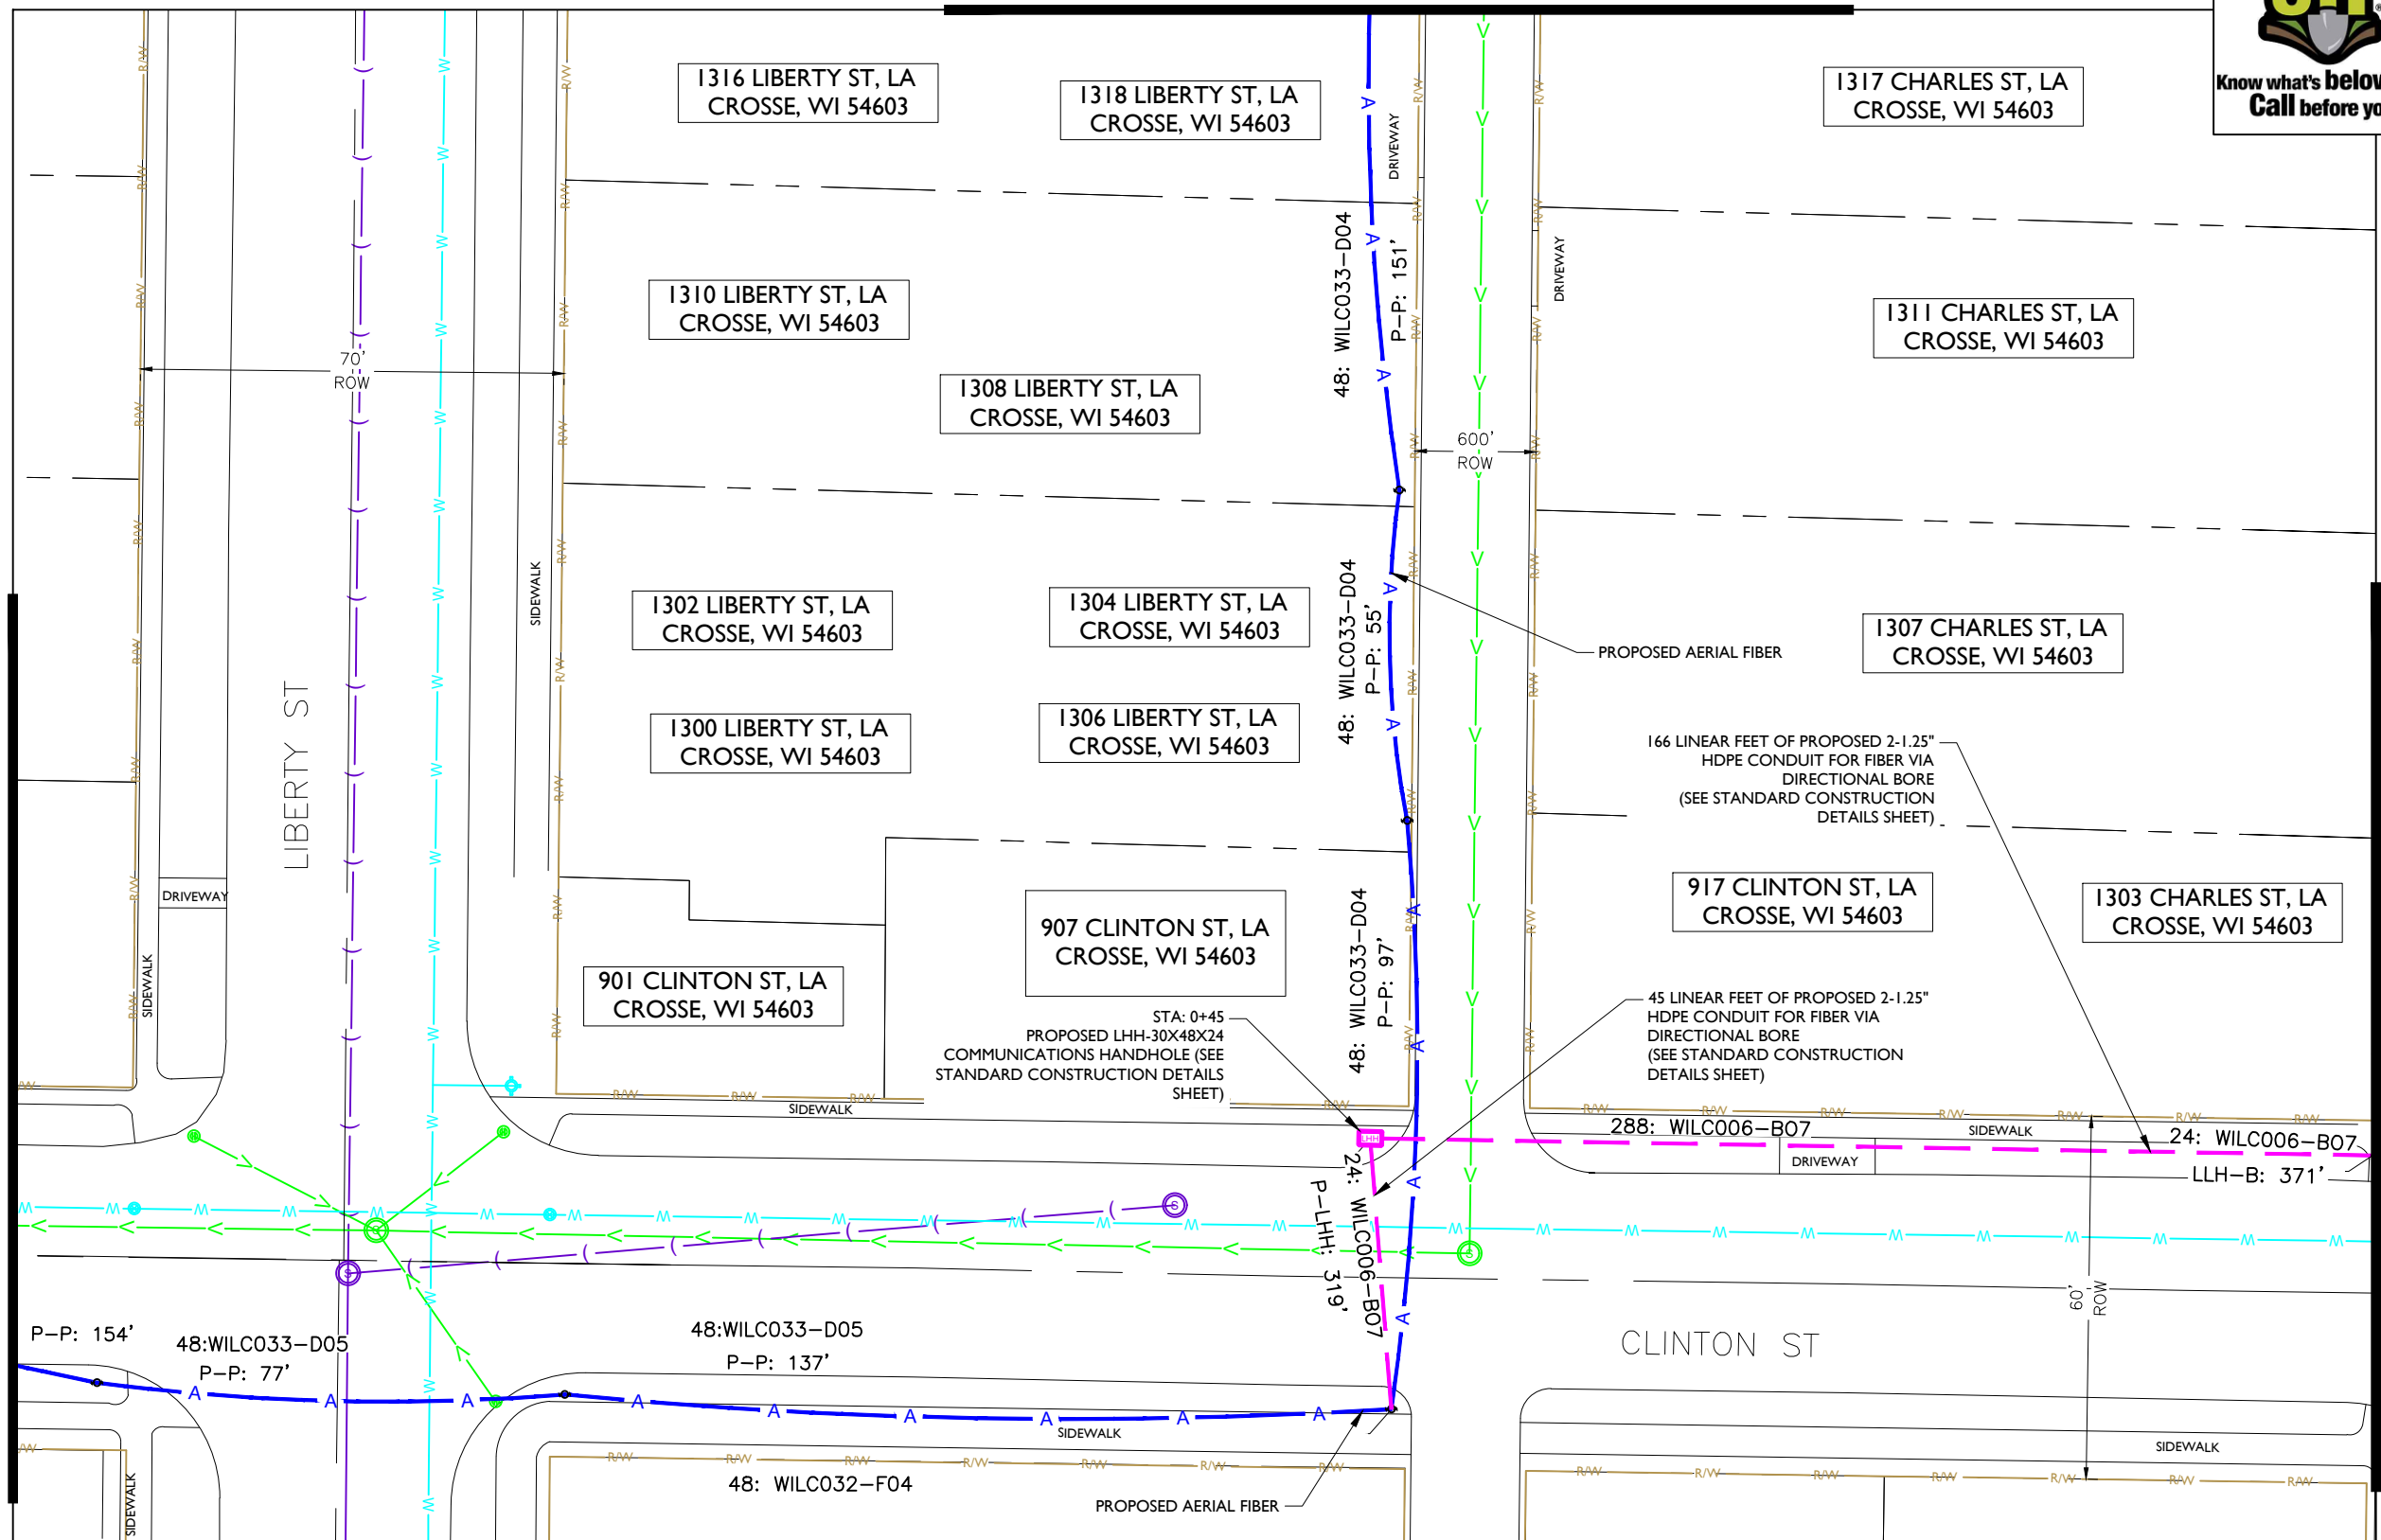 Know what's below
Call before yo
1316 LIBERTY ST, LA
CROSSE, WI 54603
1318 LIBERTY ST, LA
CROSSE, WI 54603
1317 CHARLES ST, LA
CROSSE, WI 54603
DRIVEWAY
DRIVEWAY
48: WILC033-D04
P-P: 151'
1310 LIBERTY ST, LA
CROSSE, WI 54603
1311 CHARLES ST, LA
CROSSE, WI 54603
70'
ROW
1308 LIBERTY ST, LA
CROSSE, WI 54603
600'
ROW
SIDEWALK
1302 LIBERTY ST, LA
CROSSE, WI 54603
1304 LIBERTY ST, LA
CROSSE, WI 54603
48: WILC033-D04
P-P: 55'
PROPOSED AERIAL FIBER
1307 CHARLES ST, LA
CROSSE, WI 54603
LIBERTY ST
1300 LIBERTY ST, LA
CROSSE, WI 54603
1306 LIBERTY ST, LA
CROSSE, WI 54603
166 LINEAR FEET OF PROPOSED 2-1.25"
HDPE CONDUIT FOR FIBER VIA
DIRECTIONAL BORE
(SEE STANDARD CONSTRUCTION
DETAILS SHEET)
DRIVEWAY
SIDEWALK
901 CLINTON ST, LA
CROSSE, WI 54603
907 CLINTON ST, LA
CROSSE, WI 54603
48: WILC033-D04
P-P: 97'
917 CLINTON ST, LA
CROSSE, WI 54603
1303 CHARLES ST, LA
CROSSE, WI 54603
STA: 0+45
PROPOSED LHH-30X48X24
COMMUNICATIONS HANDHOLE (SEE
STANDARD CONSTRUCTION DETAILS
SHEET)
45 LINEAR FEET OF PROPOSED 2-1.25"
HDPE CONDUIT FOR FIBER VIA
DIRECTIONAL BORE
(SEE STANDARD CONSTRUCTION
DETAILS SHEET)
SIDEWALK
LHH
288: WILC006-B07
SIDEWALK
24: WILC006-B07
DRIVEWAY
LLH-B: 371'
24: WILC006-B07
P-LHH: 319'
60'
ROW
CLINTON ST
P-P: 154'
48:WILC033-D05
P-P: 77'
48:WILC033-D05
P-P: 137'
SIDEWALK
SIDEWALK
SIDEWALK
48: WILC032-F04
PROPOSED AERIAL FIBER